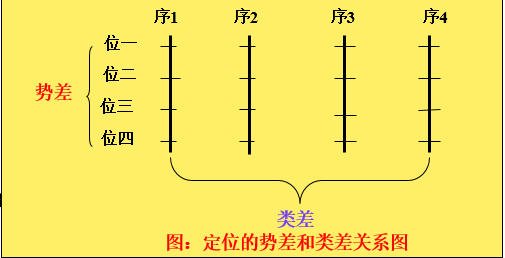 序1 序2 序3 序4
位一
位二
势差
位三
位四
类差
图：定位的势差和类差关系图